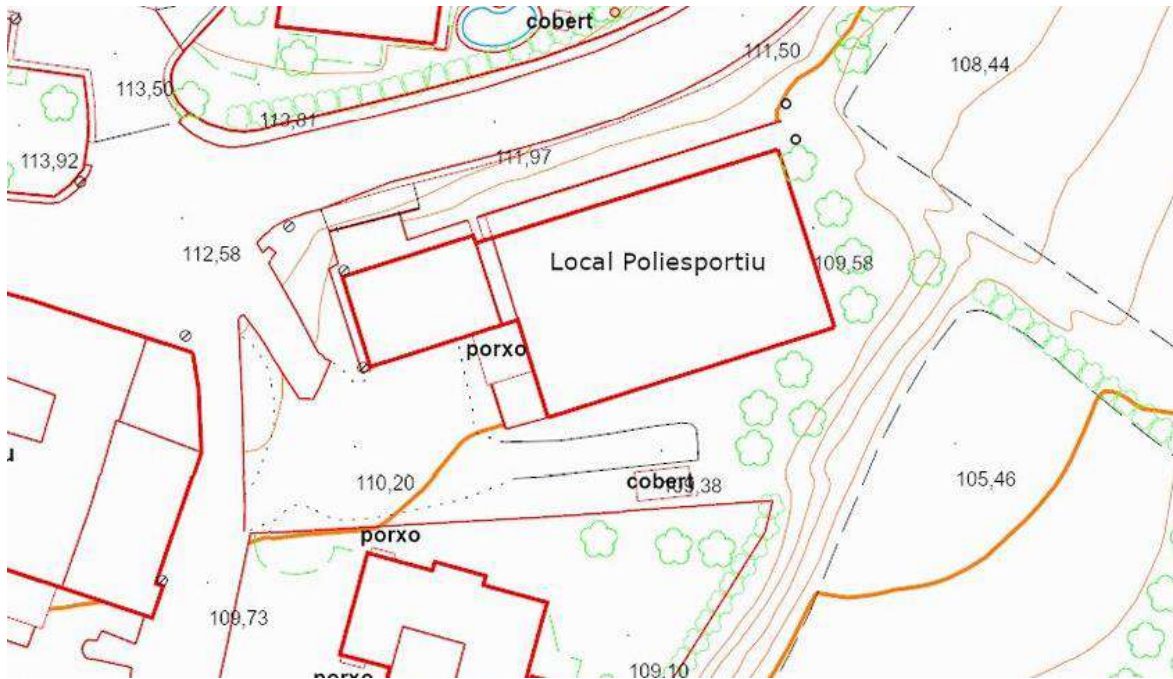 cobert
111,50
108,44
113,50
113,81
113,92
111,97
112,58
Local Poliesportiu
109,58
porxo
u
110,20
cobert
105,46
porxo
109,73
109,10
porxo